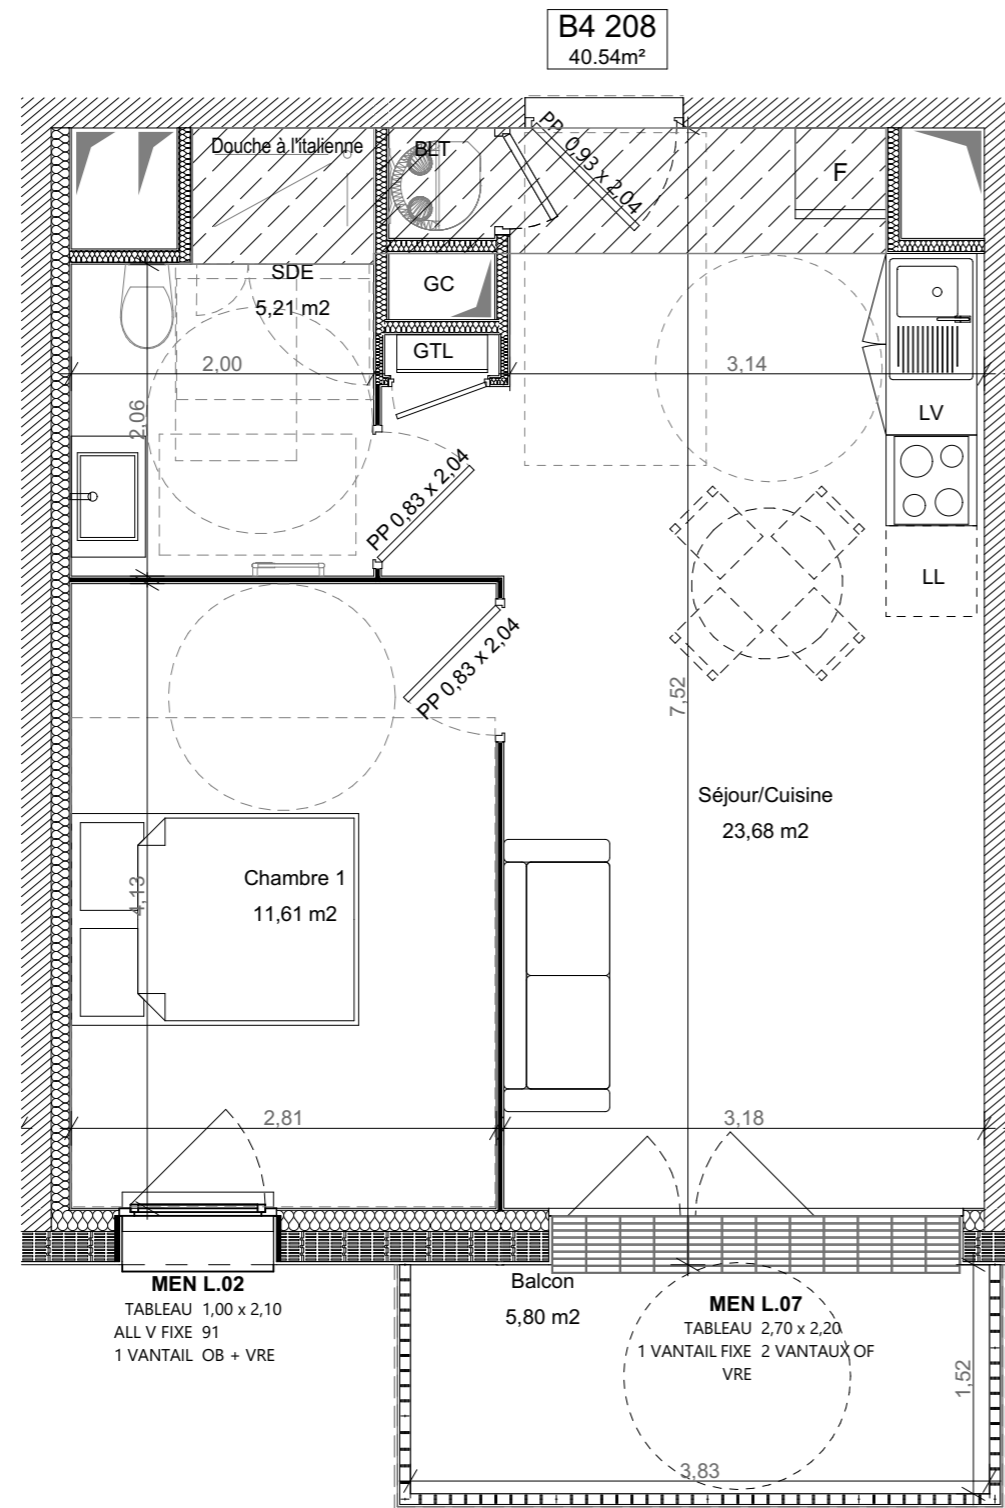 B4 208
40.54m²
Douche à l'italienne
BLT
PP 0,93 x 2,04
F
SDE
5,21 m2
GC
GTL
2,00
3,14
2,06
LV
PP 0,83 x 2,04
LL
PP 0,83 x 2,04
7,52
Séjour/Cuisine
23,68 m2
Chambre 1
11,61 m2
4,13
2,81
3,18
MEN L.02
TABLEAU 1,00 x 2,10
ALL V FIXE 91
1 VANTAIL OB + VRE
Balcon
5,80 m2
MEN L.07
TABLEAU 2,70 x 2,20
1 VANTAIL FIXE 2 VANTAUX OF
VRE
1,52
3,83